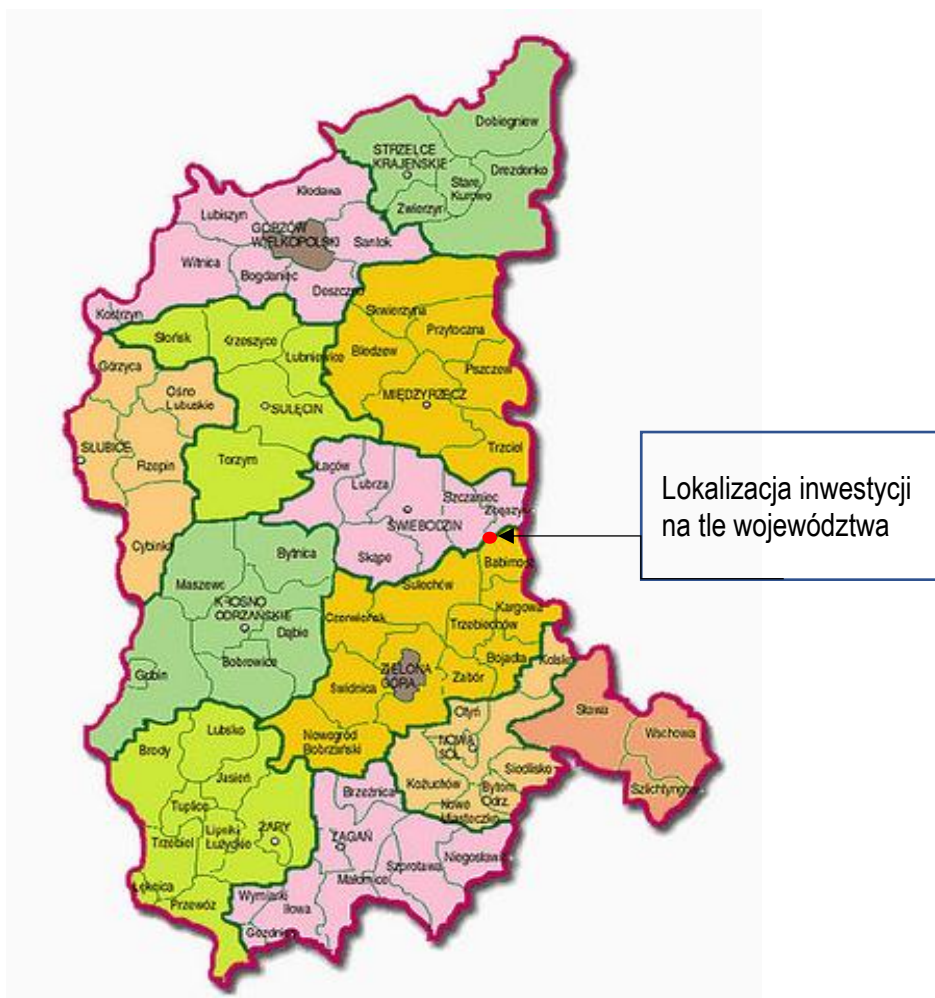 Dobiegniew
STRZELCE
KRAJEŃSKIE
Drezdenko
Stare
Kurowo
Zwierzyn
Kłodawa
Lubiszyn
GORZÓW
WIELKOPOLSKI
Santok
Witnica
Bogdaniec
Deszczno
Kostrzyn
Skwierzyna
Słońsk
Krzeszyce
Przytoczna
Lubniewice
Bledzew
Górzyca
Pszczew
Ośno
Lubuskie
MIĘDZYRZECZ
SULĘCIN
SŁUBICE
Trzciel
Rzepin
Torzym
Łagów
Lubrza
Szczaniec
Zbąszyn
ŚWIEBODZIN
Lokalizacja inwestycji
na tle województwa
Cybinka
Bytnica
Skąpe
Babimost
Maszewo
Sulechów
KROSNO
ODRZAŃSKIE
Czerwieńsk
Kargowa
Trzebiechów
Dąbie
Bobrowice
Bojadła
Kolsko
Gubin
ZIELONA
GÓRA
Zabór
Świdnica
Otyń
Sława
Lubsko
Nowogród
Bobrzański
NOWA
SÓL
Wschowa
Brody
Siedlisko
Jasień
Kożuchów
Bytom
Odrz.
Szlichtyngowa
Brzeźnica
Tuplice
Nowe
Miasteczko
Lipniki
Łużyckie
ŻARY
ŻAGAŃ
Trzebiel
Niegosławice
Szprotawa
Małomice
Łęknica
Przewóz
Wymiarki
Iłowa
Gozdnica